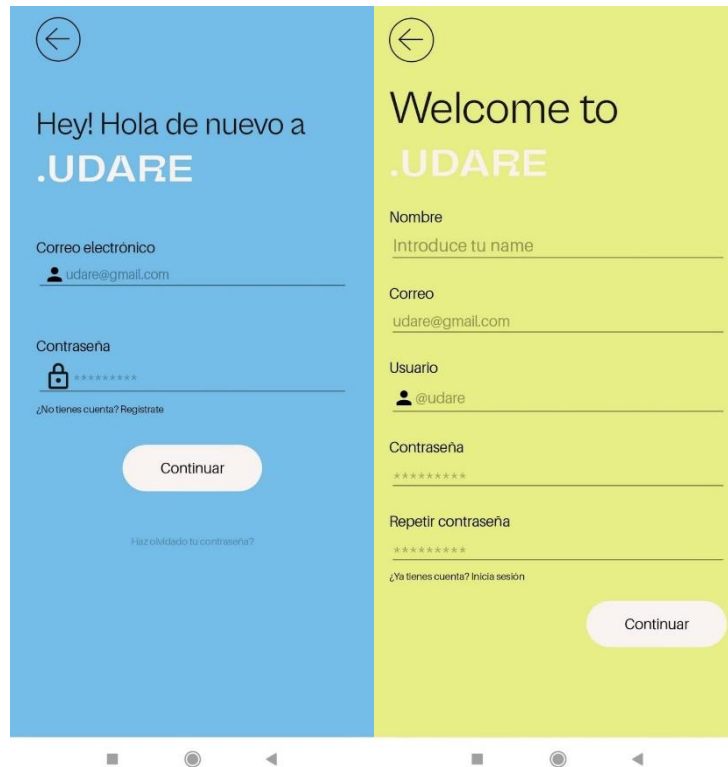 Hey! Hola de nuevo a
.UDARE
Correo electrónico
udare@gmail.com
Contraseña
*********
¿No tienes cuenta? Registrate
Continuar
Haz olvidado tu contraseña?
Welcome to
.UDARE
Nombre
Introduce tu name
Correo
udare@gmail.com
Usuario
@udare
Contraseña
*********
Repetir contraseña
*********
¿Ya tienes cuenta? Inicia sesión
Continuar